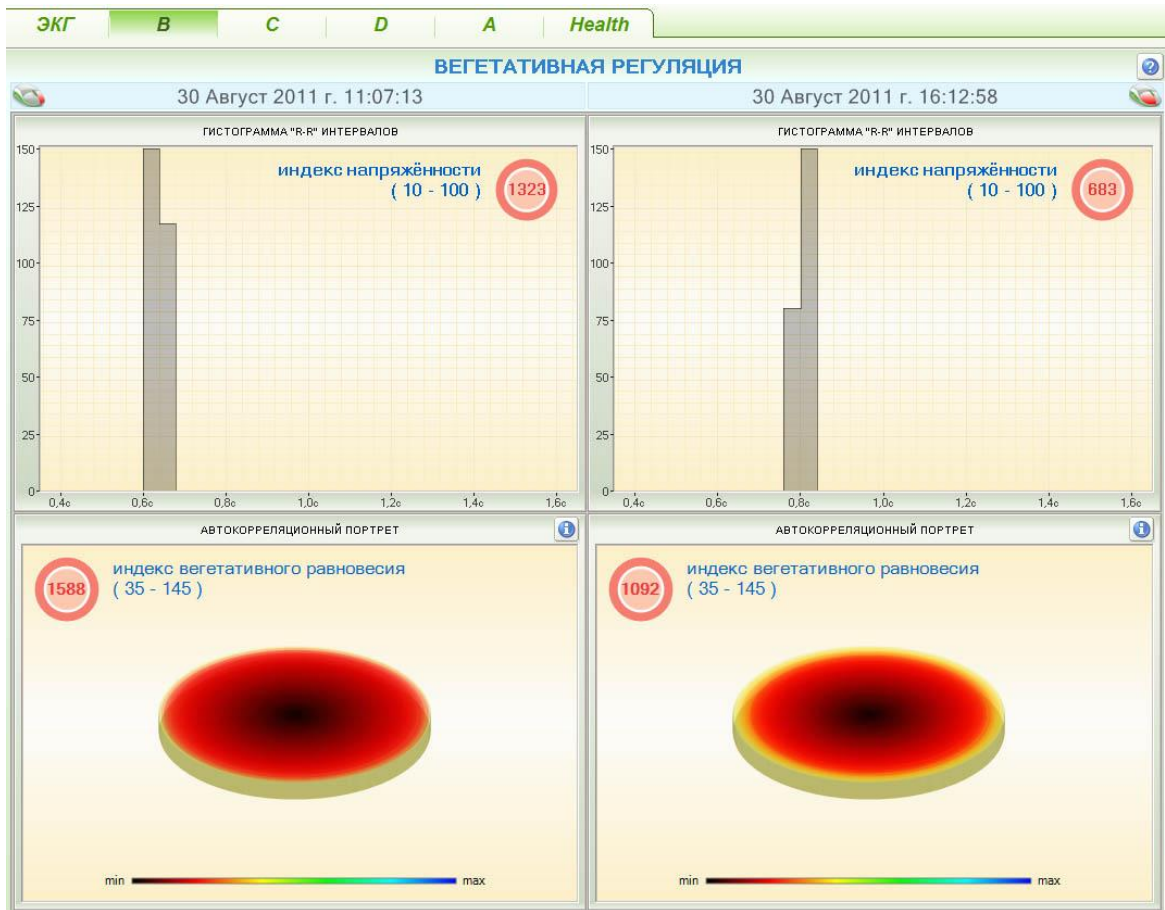 ЭКГ B C D A Health
ВЕГЕТАТИВНАЯ РЕГУЛЯЦИЯ
30 Август 2011 г. 11:07:13
30 Август 2011 г. 16:12:58
ГИСТОГРАММА "R-R" ИНТЕРВАЛОВ
индекс напряжённости
( 10 - 100 )
1323
150
125
100
75
50
25
0
0,4с 0,6с 0,8с 1,0с 1,2с 1,4с 1,6с
ГИСТОГРАММА "R-R" ИНТЕРВАЛОВ
индекс напряжённости
( 10 - 100 )
683
150
125
100
75
50
25
0
0,4с 0,6с 0,8с 1,0с 1,2с 1,4с 1,6с
АВТОКОРРЕЛЯЦИОННЫЙ ПОРТРЕТ
1588
индекс вегетативного равновесия
( 35 - 145 )
min max
АВТОКОРРЕЛЯЦИОННЫЙ ПОРТРЕТ
1092
индекс вегетативного равновесия
( 35 - 145 )
min max